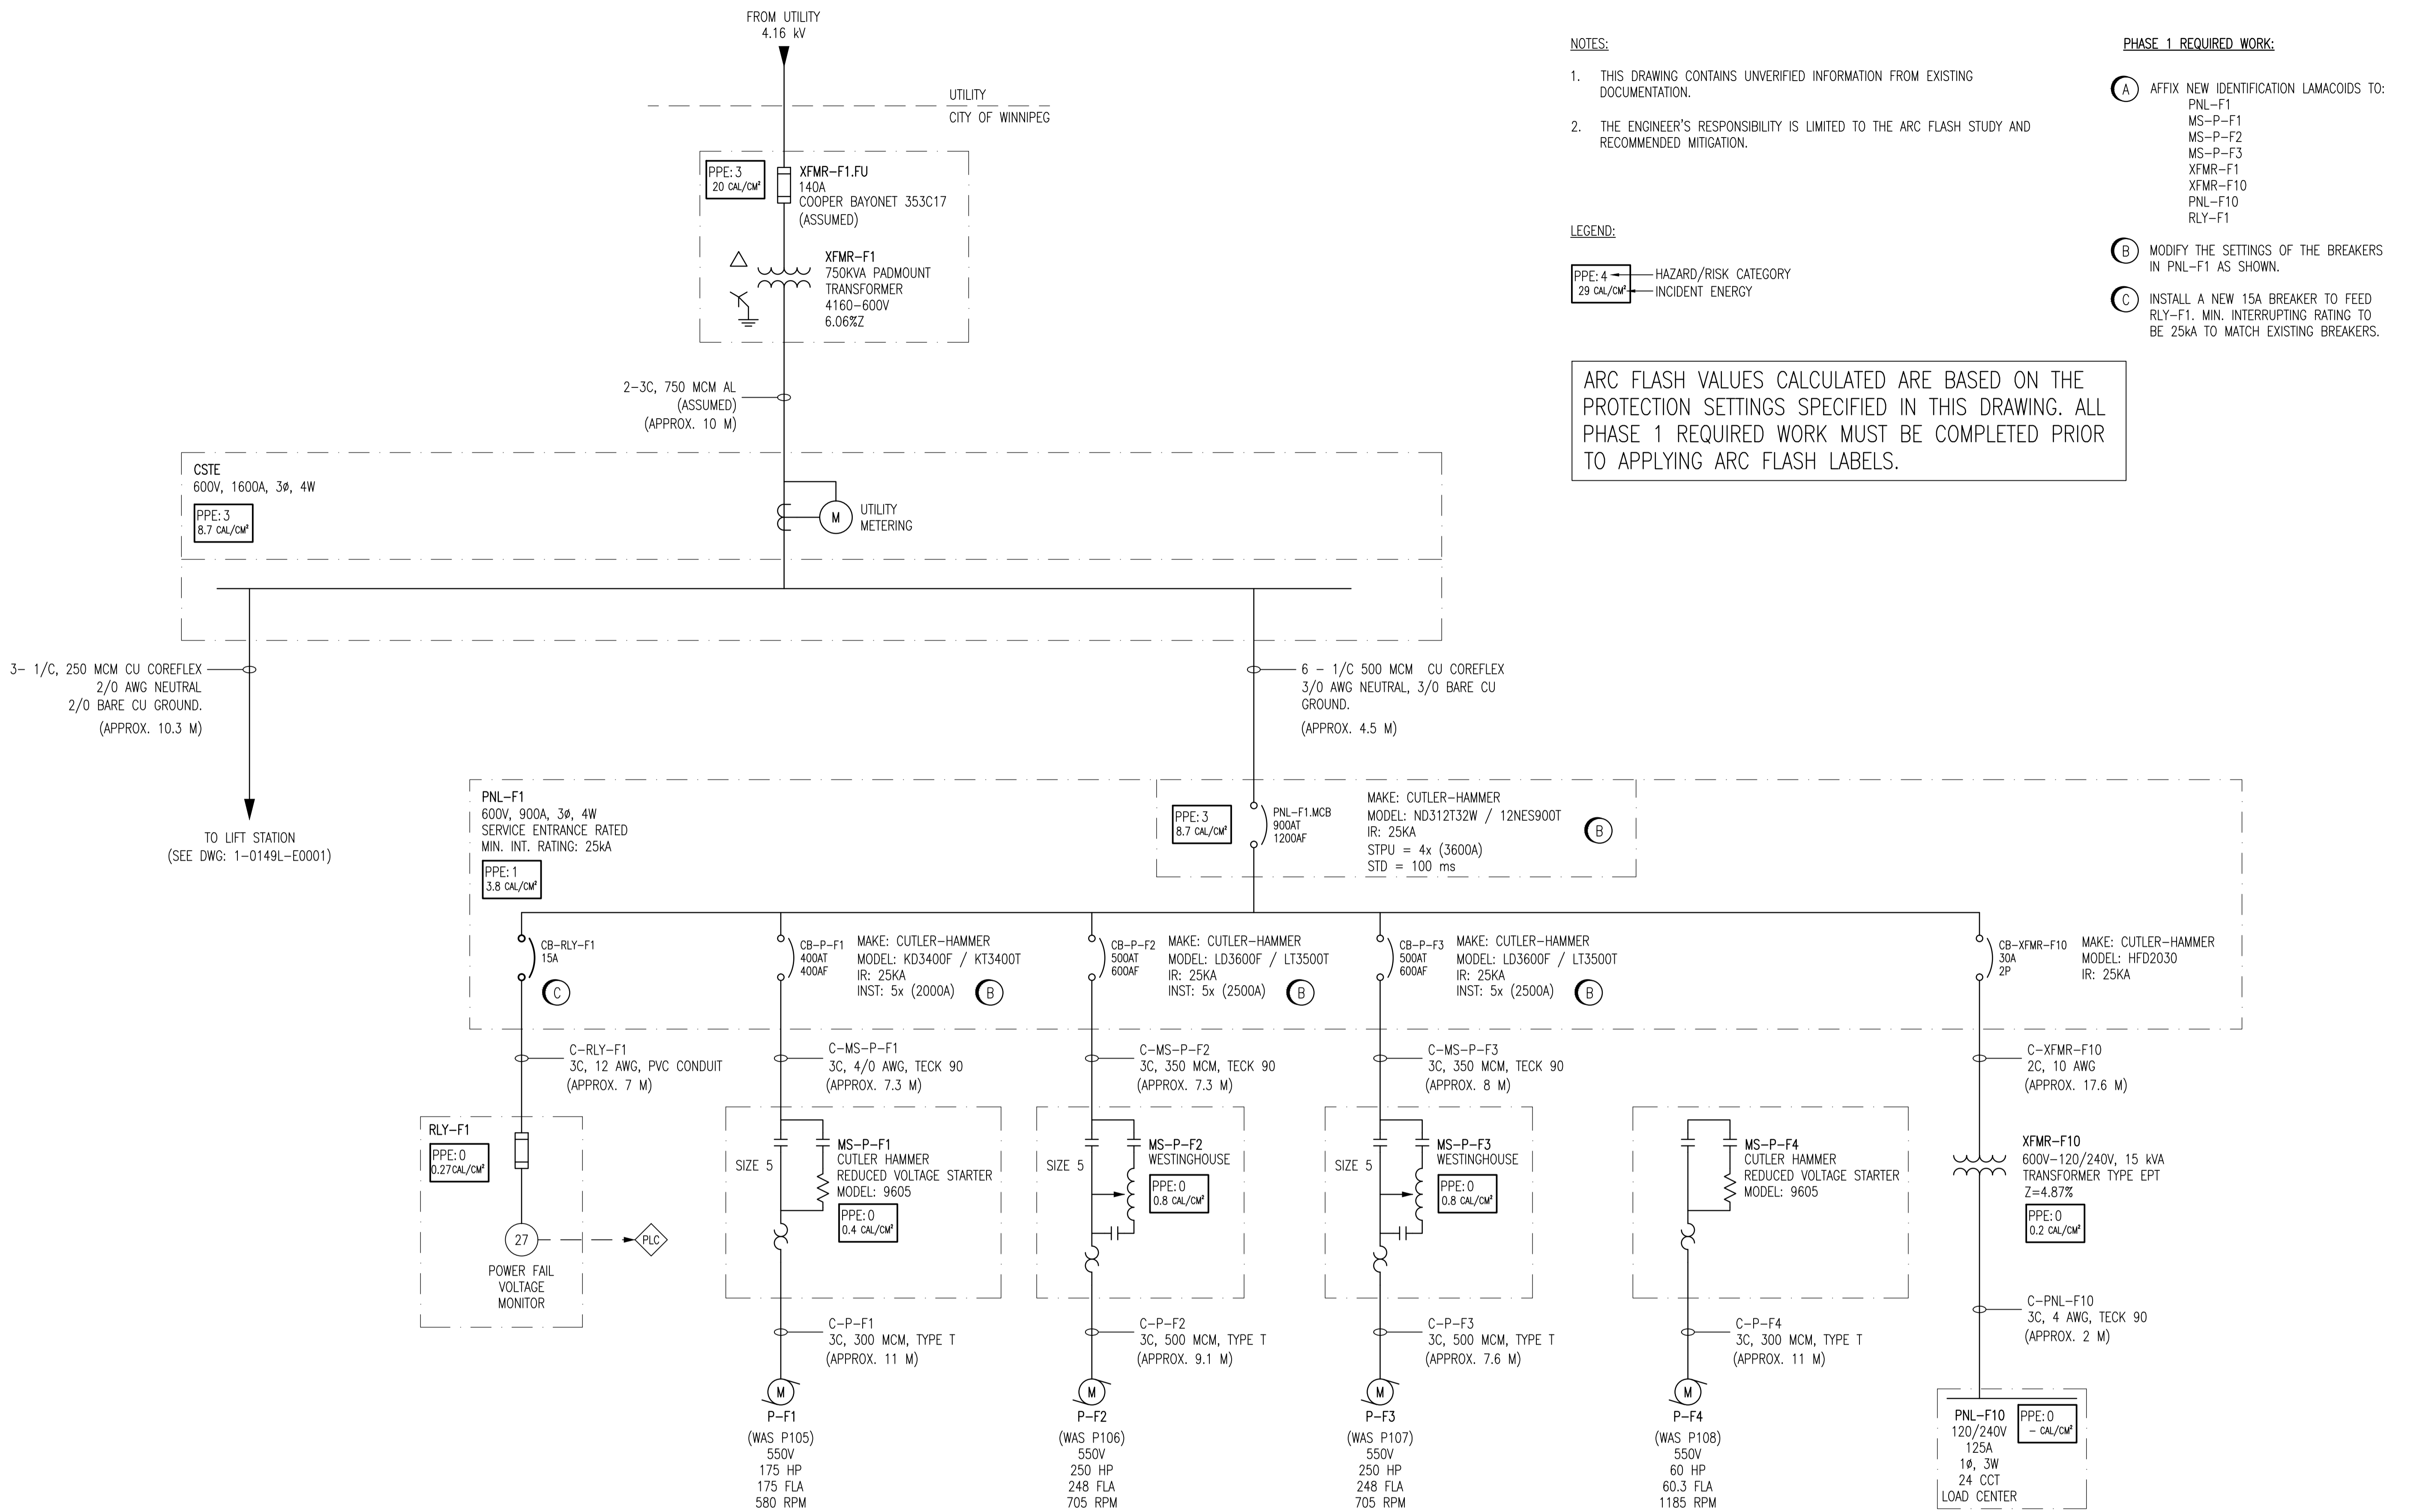 FROM UTILITY
4.16 kV
UTILITY
CITY OF WINNIPEG
PPE: 3
20 CAL/CM²
XFMR-F1.FU
140A
COOPER BAYONET 353C17
(ASSUMED)
XFMR-F1
750KVA PADMOUNT
TRANSFORMER
4160-600V
6.06%Z
2-3C, 750 MCM AL
(ASSUMED)
(APPROX. 10 M)
NOTES:
1. THIS DRAWING CONTAINS UNVERIFIED INFORMATION FROM EXISTING
DOCUMENTATION.
2. THE ENGINEER'S RESPONSIBILITY IS LIMITED TO THE ARC FLASH STUDY AND
RECOMMENDED MITIGATION.
LEGEND:
PPE: 4
29 CAL/CM²
HAZARD/RISK CATEGORY
INCIDENT ENERGY
PHASE 1 REQUIRED WORK:
A AFFIX NEW IDENTIFICATION LAMACOIDS TO:
PNL-F1
MS-P-F1
MS-P-F2
MS-P-F3
XFMR-F1
XFMR-F10
PNL-F10
RLY-F1
B MODIFY THE SETTINGS OF THE BREAKERS
IN PNL-F1 AS SHOWN.
C INSTALL A NEW 15A BREAKER TO FEED
RLY-F1. MIN. INTERRUPTING RATING TO
BE 25kA TO MATCH EXISTING BREAKERS.
ARC FLASH VALUES CALCULATED ARE BASED ON THE
PROTECTION SETTINGS SPECIFIED IN THIS DRAWING. ALL
PHASE 1 REQUIRED WORK MUST BE COMPLETED PRIOR
TO APPLYING ARC FLASH LABELS.
CSTE
600V, 1600A, 3ø, 4W
PPE: 3
8.7 CAL/CM²
M
UTILITY
METERING
3- 1/C, 250 MCM CU COREFLEX
2/0 AWG NEUTRAL
2/0 BARE CU GROUND.
(APPROX. 10.3 M)
TO LIFT STATION
(SEE DWG: 1-0149L-E0001)
6 - 1/C 500 MCM CU COREFLEX
3/0 AWG NEUTRAL, 3/0 BARE CU
GROUND.
(APPROX. 4.5 M)
PNL-F1
600V, 900A, 3ø, 4W
SERVICE ENTRANCE RATED
MIN. INT. RATING: 25kA
PPE: 1
3.8 CAL/CM²
PPE: 3
8.7 CAL/CM²
PNL-F1.MCB
900AT
1200AF
MAKE: CUTLER-HAMMER
MODEL: ND312T32W / 12NES900T
IR: 25KA
STPU = 4x (3600A)
STD = 100 ms
B
CB-RLY-F1
15A
C
CB-P-F1
400AT
400AF
MAKE: CUTLER-HAMMER
MODEL: KD3400F / KT3400T
IR: 25KA
INST: 5x (2000A)
B
CB-P-F2
500AT
600AF
MAKE: CUTLER-HAMMER
MODEL: LD3600F / LT3500T
IR: 25KA
INST: 5x (2500A)
B
CB-P-F3
500AT
600AF
MAKE: CUTLER-HAMMER
MODEL: LD3600F / LT3500T
IR: 25KA
INST: 5x (2500A)
B
CB-XFMR-F10
30A
2P
MAKE: CUTLER-HAMMER
MODEL: HFD2030
IR: 25KA
C-RLY-F1
3C, 12 AWG, PVC CONDUIT
(APPROX. 7 M)
C-MS-P-F1
3C, 4/0 AWG, TECK 90
(APPROX. 7.3 M)
C-MS-P-F2
3C, 350 MCM, TECK 90
(APPROX. 7.3 M)
C-MS-P-F3
3C, 350 MCM, TECK 90
(APPROX. 8 M)
C-XFMR-F10
2C, 10 AWG
(APPROX. 17.6 M)
RLY-F1
PPE: 0
0.27 CAL/CM²
27
PLC
POWER FAIL
VOLTAGE
MONITOR
SIZE 5
MS-P-F1
CUTLER HAMMER
REDUCED VOLTAGE STARTER
MODEL: 9605
PPE: 0
0.4 CAL/CM²
SIZE 5
MS-P-F2
WESTINGHOUSE
PPE: 0
0.8 CAL/CM²
SIZE 5
MS-P-F3
WESTINGHOUSE
PPE: 0
0.8 CAL/CM²
MS-P-F4
CUTLER HAMMER
REDUCED VOLTAGE STARTER
MODEL: 9605
XFMR-F10
600V-120/240V, 15 kVA
TRANSFORMER TYPE EPT
Z=4.87%
PPE: 0
0.2 CAL/CM²
C-P-F1
3C, 300 MCM, TYPE T
(APPROX. 11 M)
C-P-F2
3C, 500 MCM, TYPE T
(APPROX. 9.1 M)
C-P-F3
3C, 500 MCM, TYPE T
(APPROX. 7.6 M)
C-P-F4
3C, 300 MCM, TYPE T
(APPROX. 11 M)
C-PNL-F10
3C, 4 AWG, TECK 90
(APPROX. 2 M)
M
P-F1
(WAS P105)
550V
175 HP
175 FLA
580 RPM
M
P-F2
(WAS P106)
550V
250 HP
248 FLA
705 RPM
M
P-F3
(WAS P107)
550V
250 HP
248 FLA
705 RPM
M
P-F4
(WAS P108)
550V
60 HP
60.3 FLA
1185 RPM
PNL-F10
120/240V
125A
1ø, 3W
24 CCT
LOAD CENTER
PPE: 0
- CAL/CM²